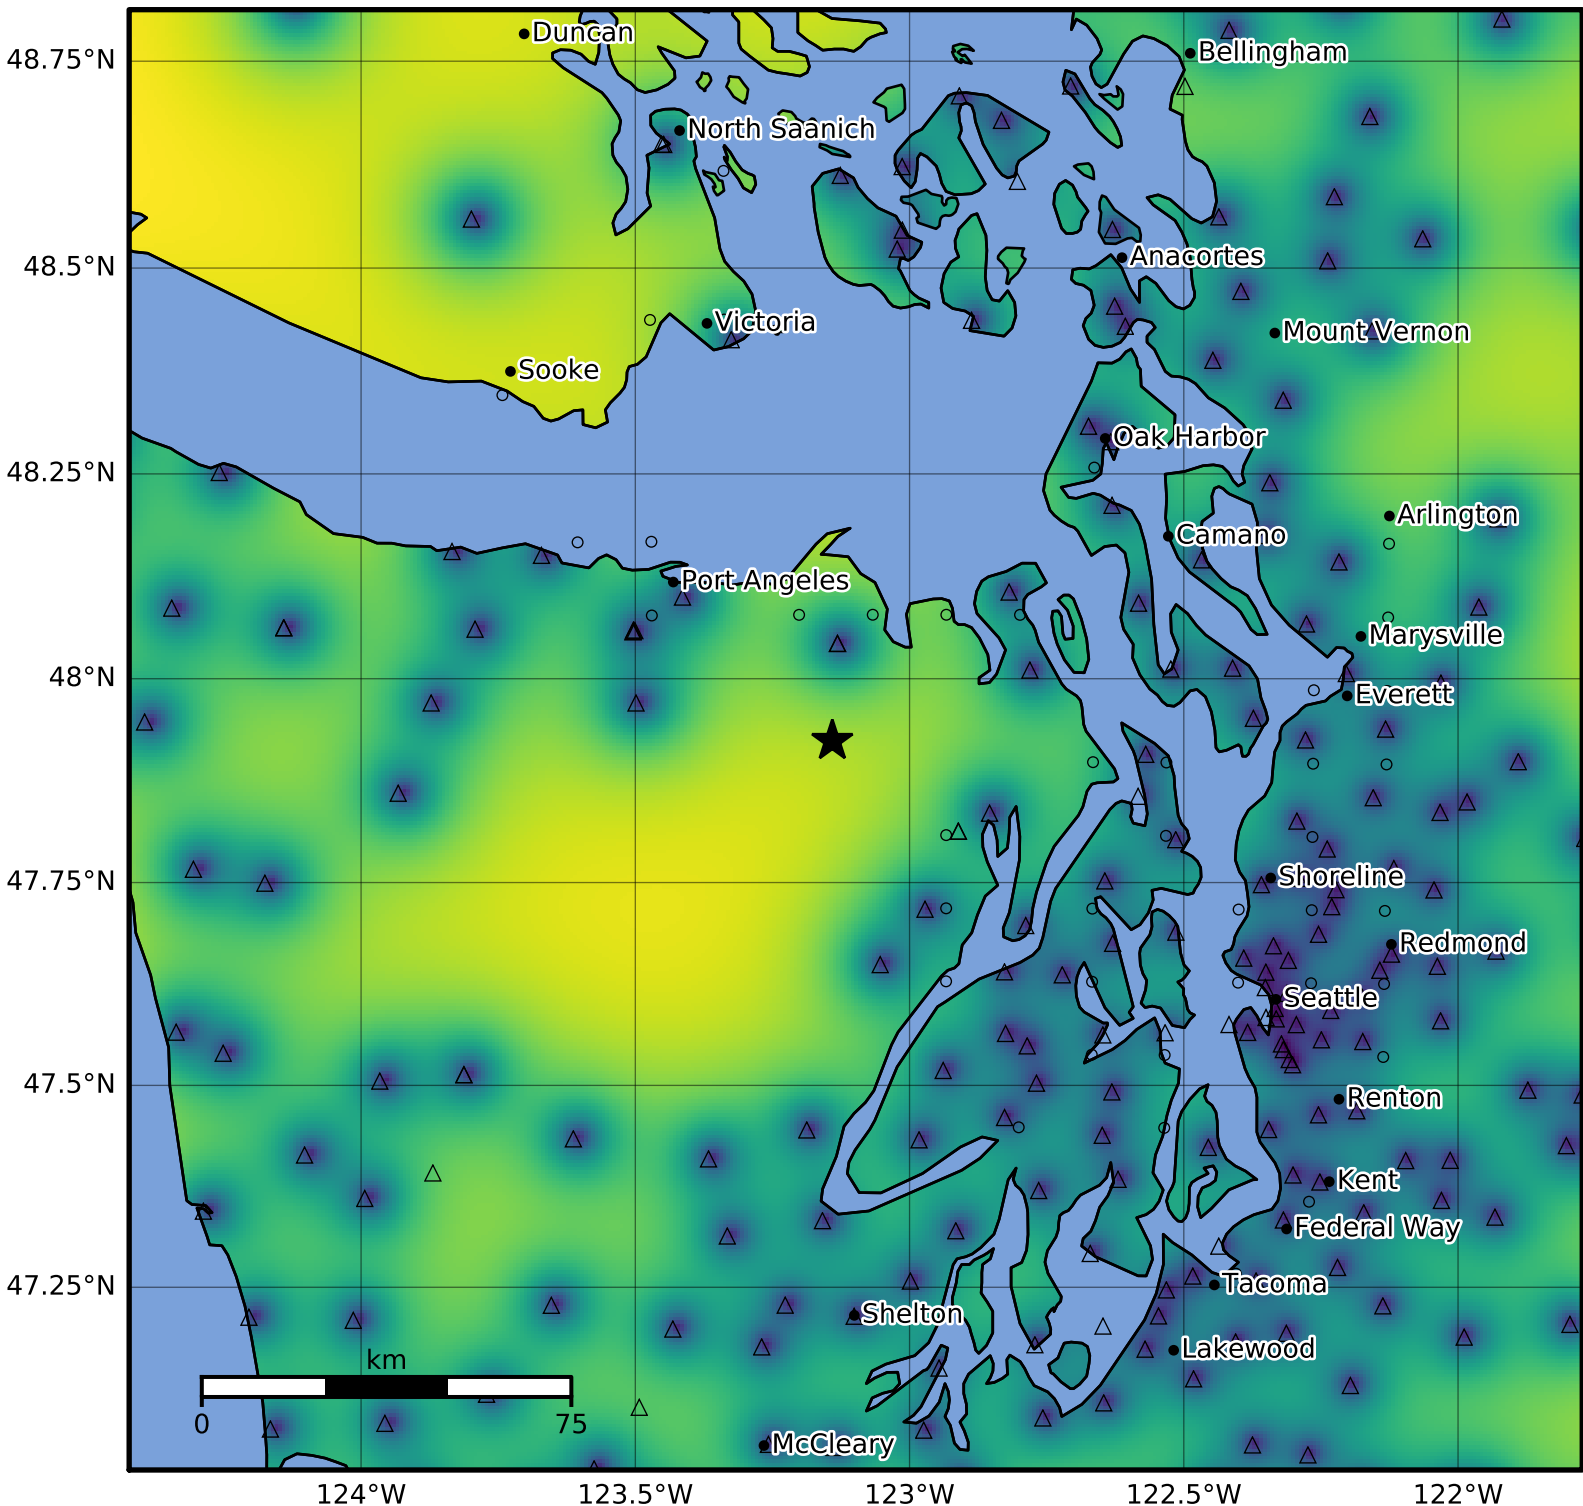 Duncan
Bellingham
48.75°N
North Saanich
Anacortes
48.5°N
Victoria
Mount Vernon
Sooke
Oak Harbor
48.25°N
Arlington
Camano
Port Angeles
Marysville
48°N
Everett
Shoreline
47.75°N
Redmond
Seattle
47.5°N
Renton
Kent
Federal Way
47.25°N
Tacoma
Shelton
Lakewood
km
0 75
McCleary
124°W 123.5°W 123°W 122.5°W 122°W